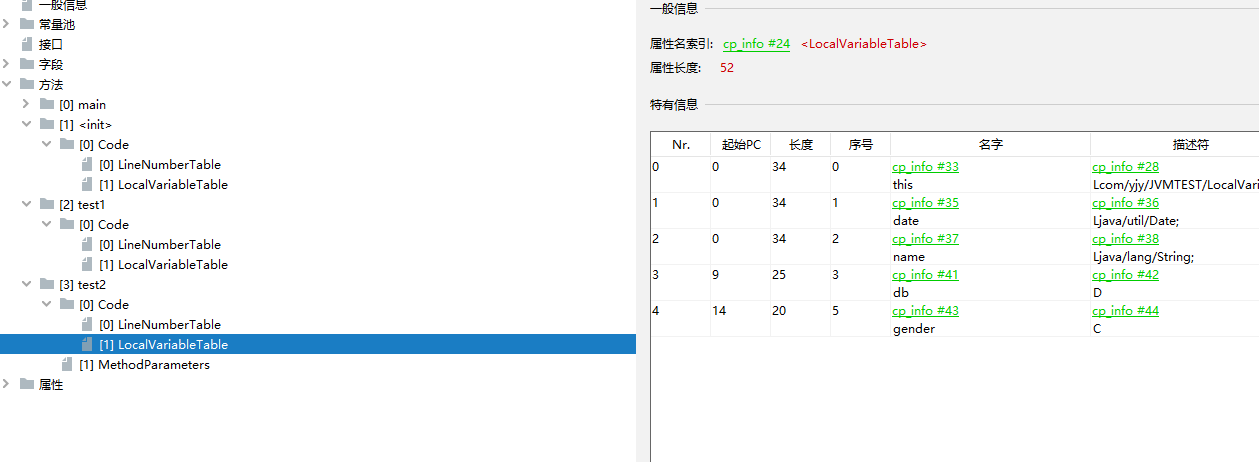 一般信息
常量池
接口
字段
方法
[0] main
[1] <init>
[0] Code
[0] LineNumberTable
[1] LocalVariableTable
[2] test1
[0] Code
[0] LineNumberTable
[1] LocalVariableTable
[3] test2
[0] Code
[0] LineNumberTable
[1] LocalVariableTable
[1] MethodParameters
属性
一般信息
属性名索引: cp_info #24 <LocalVariableTable>
属性长度: 52
特有信息
Nr. 起始PC 长度 序号 名字 描述符
0 0 34 0 cp_info #33 cp_info #28
this Lcom/yjy/JVMTEST/LocalVari
1 0 34 1 cp_info #35 cp_info #36
date Ljava/util/Date;
2 0 34 2 cp_info #37 cp_info #38
name Ljava/lang/String;
3 9 25 3 cp_info #41 cp_info #42
db D
4 14 20 5 cp_info #43 cp_info #44
gender C